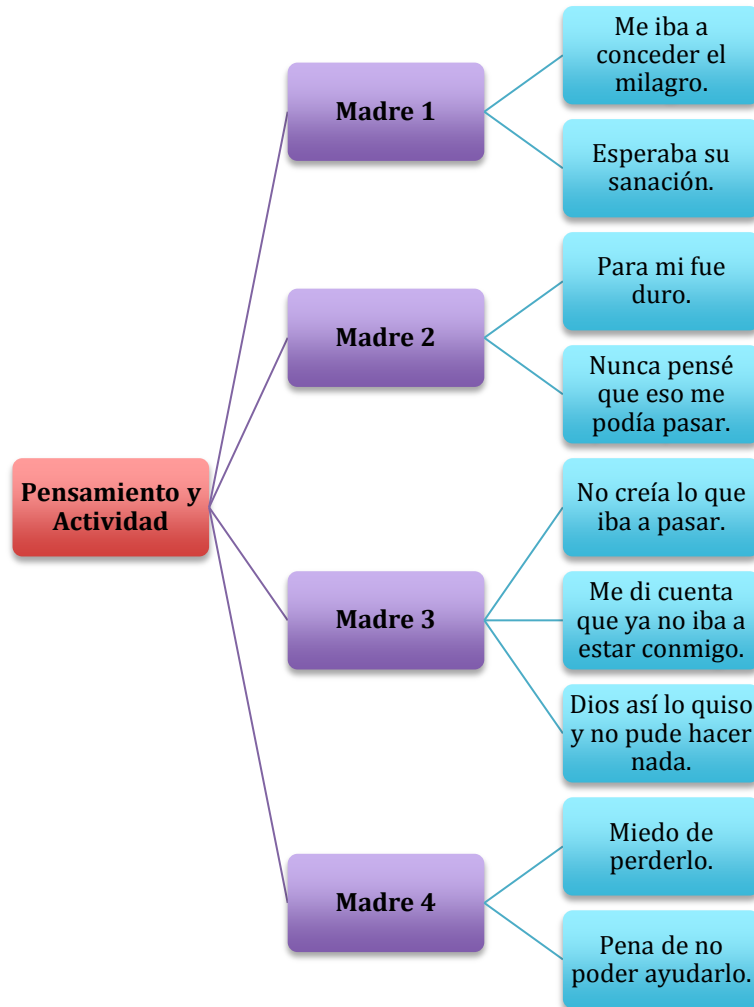 Pensamiento y
Actividad
Madre 1
Me iba a
conceder el
milagro.
Esperaba su
sanación.
Madre 2
Para mi fue
duro.
Nunca pensé
que eso me
podía pasar.
Madre 3
No creía lo que
iba a pasar.
Me di cuenta
que ya no iba a
estar conmigo.
Dios así lo quiso
y no pude hacer
nada.
Madre 4
Miedo de
perderlo.
Pena de no
poder ayudarlo.